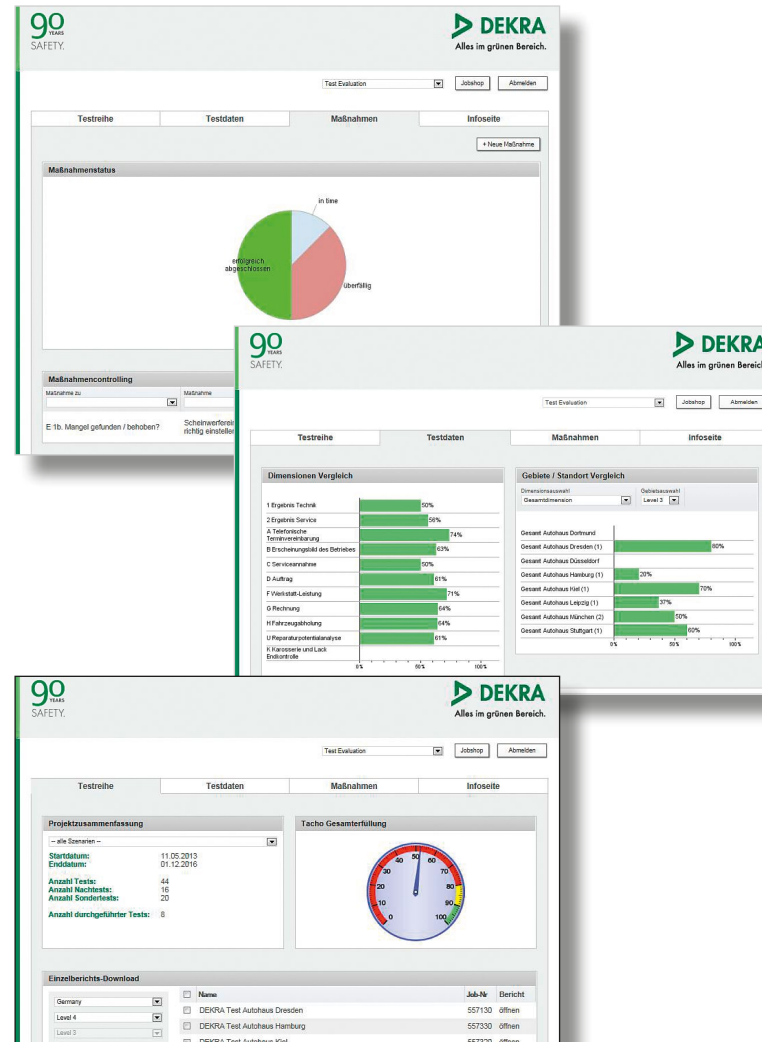 90
YEARS
SAFETY.
DEKRA
Alles im grünen Bereich.
Test Evaluation
Jobshop
Abmelden
Testreihe Testdaten Maßnahmen Infoseite
+ Neue Maßnahme
Maßnahmenstatus
in time
erfolgreich
abgeschlossen
überfällig
Maßnahmencontrolling
Maßnahme zu Maßnahme
E 1b. Mangel gefunden / behoben?
richtig
90
YEARS
SAFETY.
DEKRA
Alles im grünen
Test Evaluation
Jobshop
Abmelden
Testreihe Testdaten Maßnahmen Infoseite
Dimensionen Vergleich
1 Ergebnis Technik 50%
2 Ergebnis Service 56%
A Telefonische
Terminvereinbarung 74%
B Erscheinungsbild des Betriebes 63%
C Serviceannahme 50%
D Auftrag 61%
F Werkstatt-Leistung 71%
G Rechnung 64%
H Fahrzeugabholung 64%
U Reparaturpotentialanalyse 61%
K Karosserie und Lack
Endkontrolle
0% 50% 100%
Gebiete / Standort Vergleich
Dimensionsauswahl Gebietsauswahl
Gesamtdimension Level 3
Gesamt Autohaus Dortmund
Gesamt Autohaus Dresden (1) 80%
Gesamt Autohaus Düsseldorf
Gesamt Autohaus Hamburg (1) 20%
Gesamt Autohaus Kiel (1) 70%
Gesamt Autohaus Leipzig (1) 37%
Gesamt Autohaus München (2) 50%
Gesamt Autohaus Stuttgart (1) 60%
0% 50% 100%
90
YEARS
SAFETY.
DEKRA
Alles im grünen Bereich.
Test Evaluation
Jobshop
Abmelden
Testreihe Testdaten Maßnahmen Infoseite
Projektzusammenfassung
-- alle Szenarien --
Startdatum: 11.05.2013
Enddatum: 01.12.2016
Anzahl Tests: 44
Anzahl Nachtests: 16
Anzahl Sondertests: 20
Anzahl durchgeführter Tests: 8
Tacho Gesamterfüllung
0 10 20 30 40 50 60 70 80 90 100
Einzelberichts-Download
Germany
Level 4
Level 5
Name Job-Nr Bericht
DEKRA Test Autohaus Dresden 557130 öffnen
DEKRA Test Autohaus Hamburg 557330 öffnen
DEKRA Test Autohaus Kiel öffnen